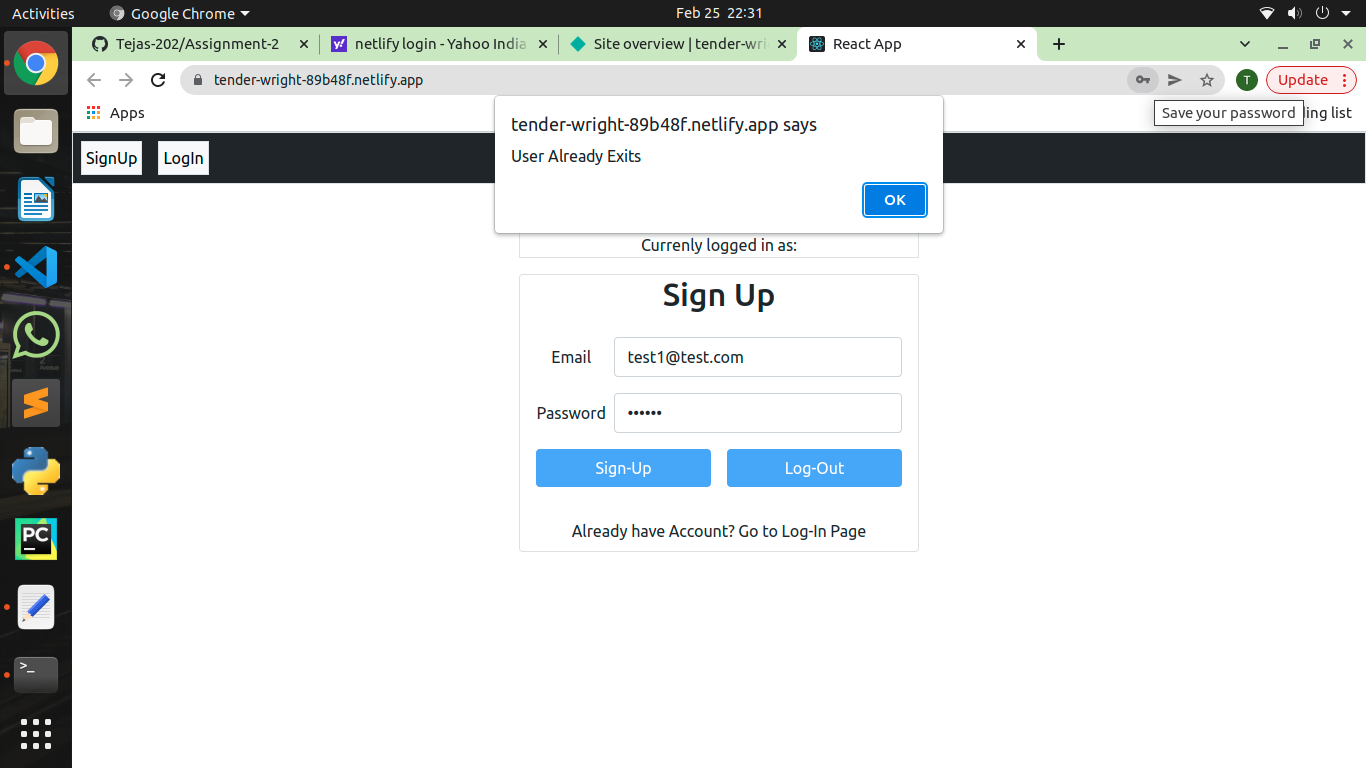 Activities
Google Chrome
Feb 25 22:31
Tejas-202/Assignment-2
netlify login - Yahoo India
Site overview | tender-wri
React App
tender-wright-89b48f.netlify.app
T
Update
Apps
Save your password
ing list
SignUp
LogIn
tender-wright-89b48f.netlify.app says
User Already Exits
OK
Currenly logged in as:
Sign Up
Email
test1@test.com
Password
••••••
Sign-Up
Log-Out
Already have Account? Go to Log-In Page
PC
>_